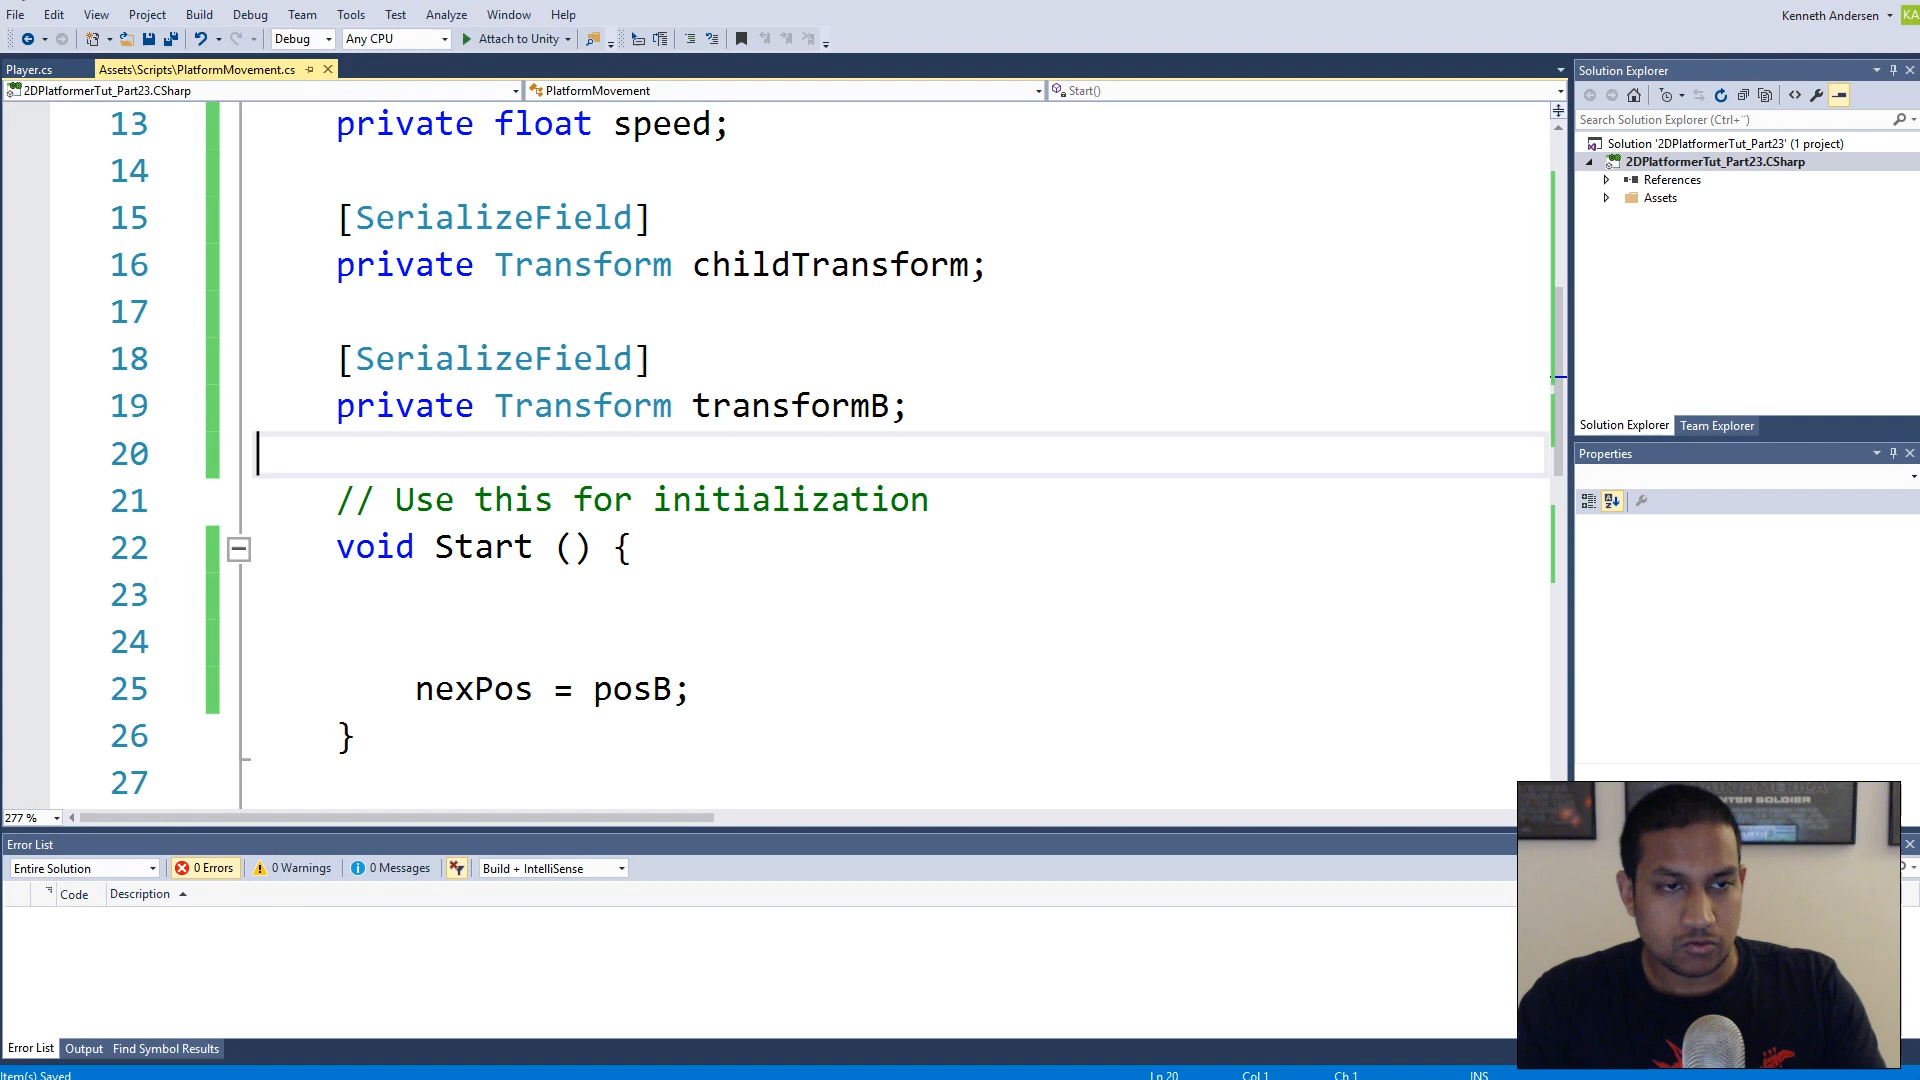 File Edit View Project Build Debug Team Tools Test Analyze Window Help
Kenneth Andersen KA
Debug Any CPU Attach to Unity
Player.cs Assets\Scripts\PlatformMovement.cs
2DPlatformerTut_Part23.CSharp PlatformMovement Start()
13 private float speed;
14
15 [SerializeField]
16 private Transform childTransform;
17
18 [SerializeField]
19 private Transform transformB;
20
21 // Use this for initialization
22 void Start () {
23
24
25 nexPos = posB;
26 }
27
277 %
Solution Explorer
Search Solution Explorer (Ctrl+¨)
Solution '2DPlatformerTut_Part23' (1 project)
2DPlatformerTut_Part23.CSharp
References
Assets
Solution Explorer Team Explorer
Properties
Error List
Entire Solution 0 Errors 0 Warnings 0 Messages Build + IntelliSense
Code Description
Error List Output Find Symbol Results
Item(s) Saved Ln 20 Col 1 Ch 1 INS